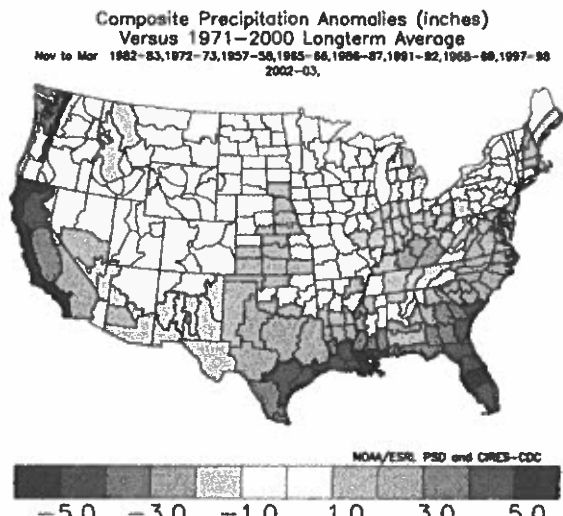 Composite Precipitation Anomalies (inches)
Versus 1971-2000 Longterm Average
Nov to Mar 1982-83,1972-73,1957-58,1965-66,1986-87,1991-92,1968-69,1997-98
2002-03,
NOAA/ESRL PSD and CIRES-CDC
-5.0 -3.0 -1.0 1.0 3.0 5.0